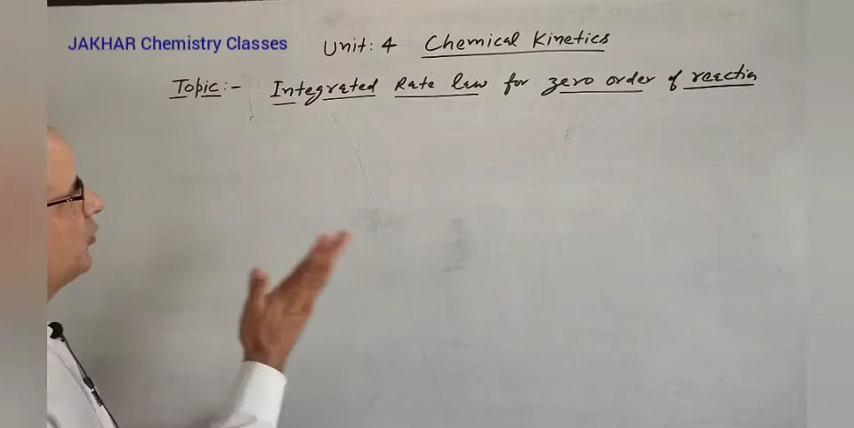 JAKHAR Chemistry Classes Unit: 4 Chemical Kinetics
Topic:- Integrated Rate law for zero order of reaction